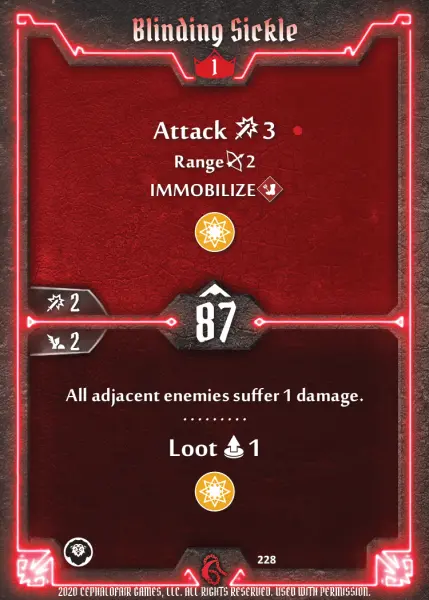 Blinding Sickle
1
Attack 3
Range 2
IMMOBILIZE
2
87
2
All adjacent enemies suffer 1 damage.
Loot 1
228
2020 CEPHALOFAIR GAMES, LLC. ALL RIGHTS RESERVED. USED WITH PERMISSION.